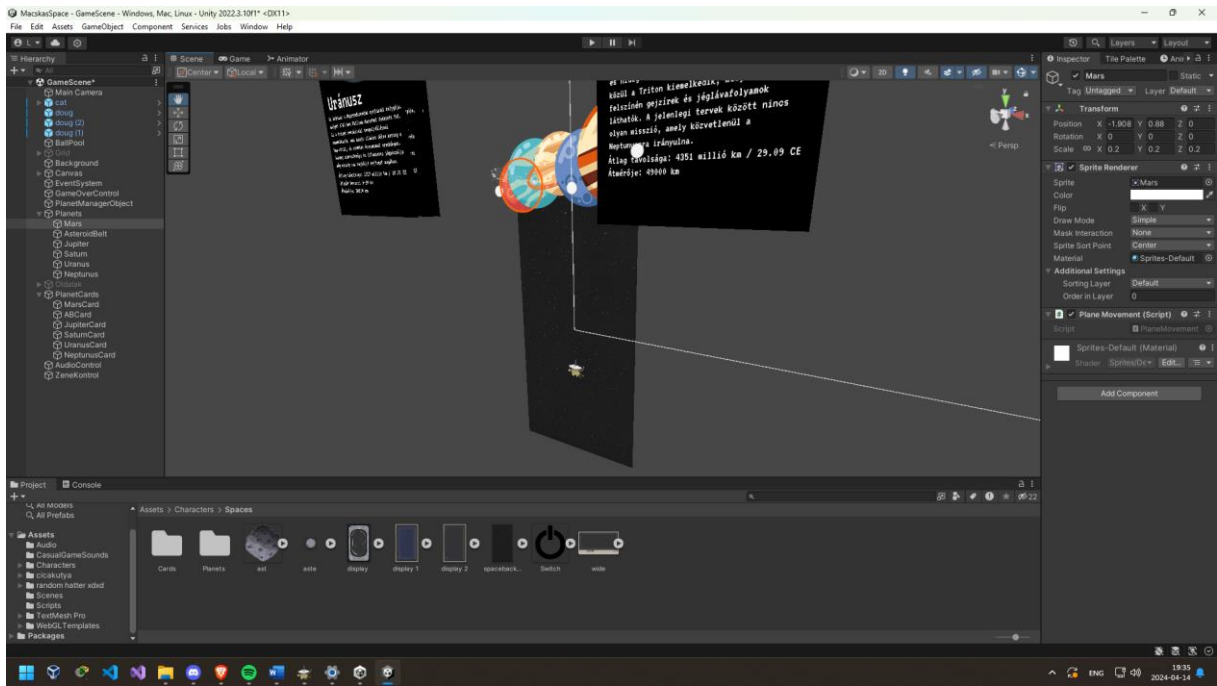 MacskasSpace - GameScene - Windows, Mac, Linux - Unity 2022.3.10f1* <DX11>
File Edit Assets GameObject Component Services Jobs Window Help
L
Layers Layout
Hierarchy
All
GameScene*
Main Camera
cat
doug
doug (2)
doug (1)
BallPool
Grid
Background
Canvas
EventSystem
GameOverControl
PlanetManagerObject
Planets
Mars
AsteroidBelt
Jupiter
Saturn
Uranus
Neptunus
Oldalak
PlanetCards
MarsCard
ABCard
JupiterCard
SaturnCard
UranusCard
NeptunusCard
AudioControl
ZeneKontrol
Scene Game Animator
Center Local
2D
Uránusz
közül a Triton kiemelkedik,
felszínén gejzírek és jéglávafolyamok
láthatók. A jelenlegi tervek között nincs
olyan misszió, amely közvetlenül a
irányulna.
Átlag távolsága: 4351 millió km / 29.09 CE
Átmérője: 49000 km
y
Persp
Inspector Tile Palette
Mars Static
Tag Untagged Layer Default
Transform
Position X -1.908 Y 0.88 Z 0
Rotation X 0 Y 0 Z 0
Scale X 0.2 Y 0.2 Z 0.2
Sprite Renderer
Sprite Mars
Color
Flip X Y
Draw Mode Simple
Mask Interaction None
Sprite Sort Point Center
Material Sprites-Default
Additional Settings
Sorting Layer Default
Order in Layer 0
Plane Movement (Script)
Script PlaneMovement
Sprites-Default (Material)
Shader Sprites/De Edit...
Add Component
Project Console
22
All Models
All Prefabs
Assets
Audio
CasualGameSounds
Characters
cicakutya
random hatter xdxd
Scenes
Scripts
TextMesh Pro
WebGLTemplates
Packages
Assets > Characters > Spaces
Cards Planets ast aste display display 1 display 2 spaceback... Switch wide
ENG 19:35
2024-04-14